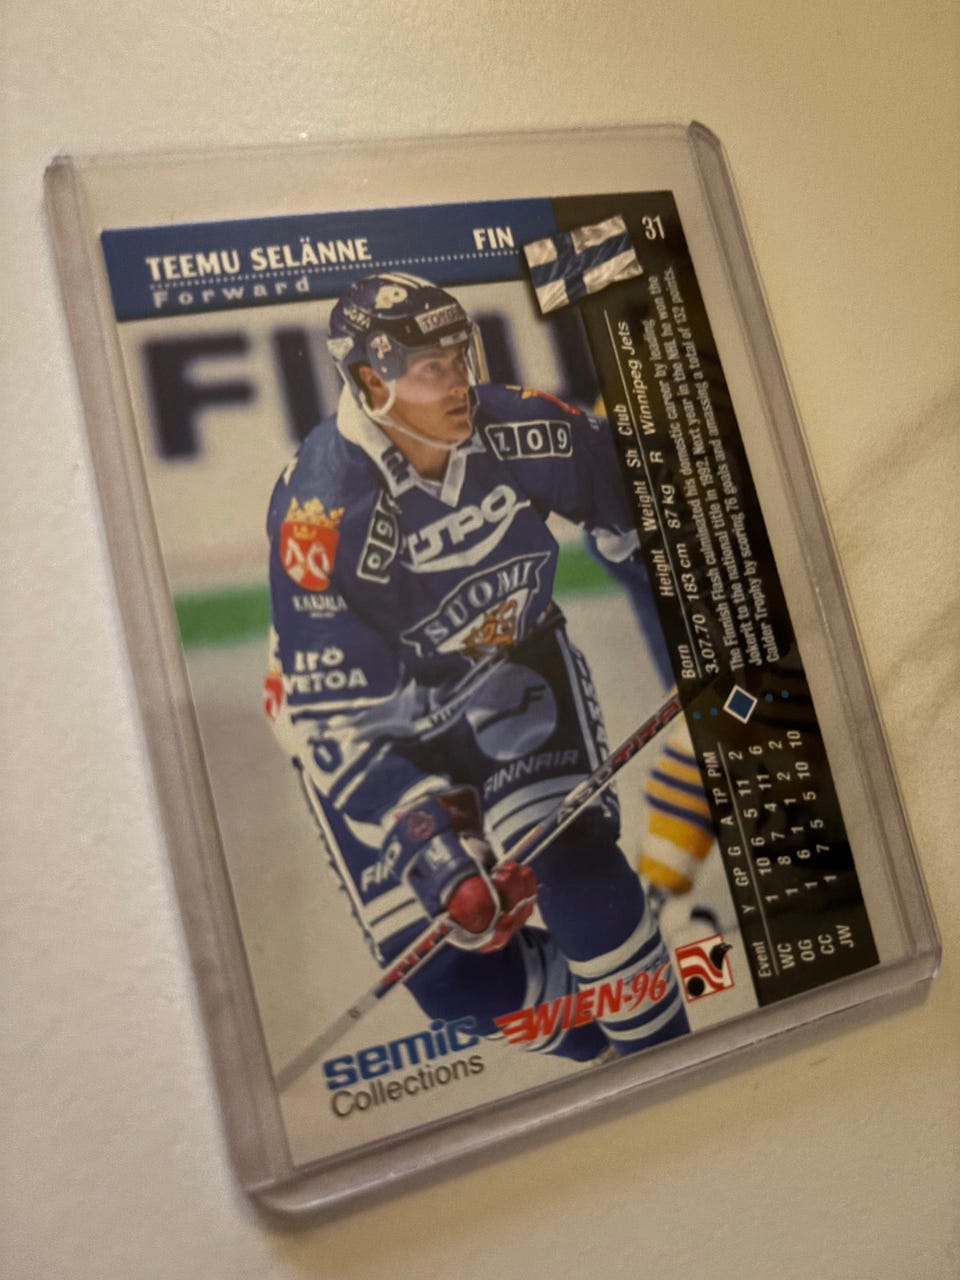 TEEMU SELÄNNE
FIN
Forward
31
Born Height Weight Sh Club
3.07.70 183 cm 87 kg R Winnipeg Jets
The Finnish Flash culminated his domestic career by leading
Jokerit to the national title in 1992. Next year in the NHL he won the
Calder Trophy by scoring 76 goals and amassing a total of 132 points.
Event Y GP G A TP PIM
WC 1 10 6 5 11 2
OG 1 8 7 4 11 6
CC 1 6 1 1 2 2
JW 1 7 5 5 10 10
FI
TORONTO
1.09
UPO
SUOMI
KARJALA
FINNAIR
FIRP
semic
Collections
WIEN-96